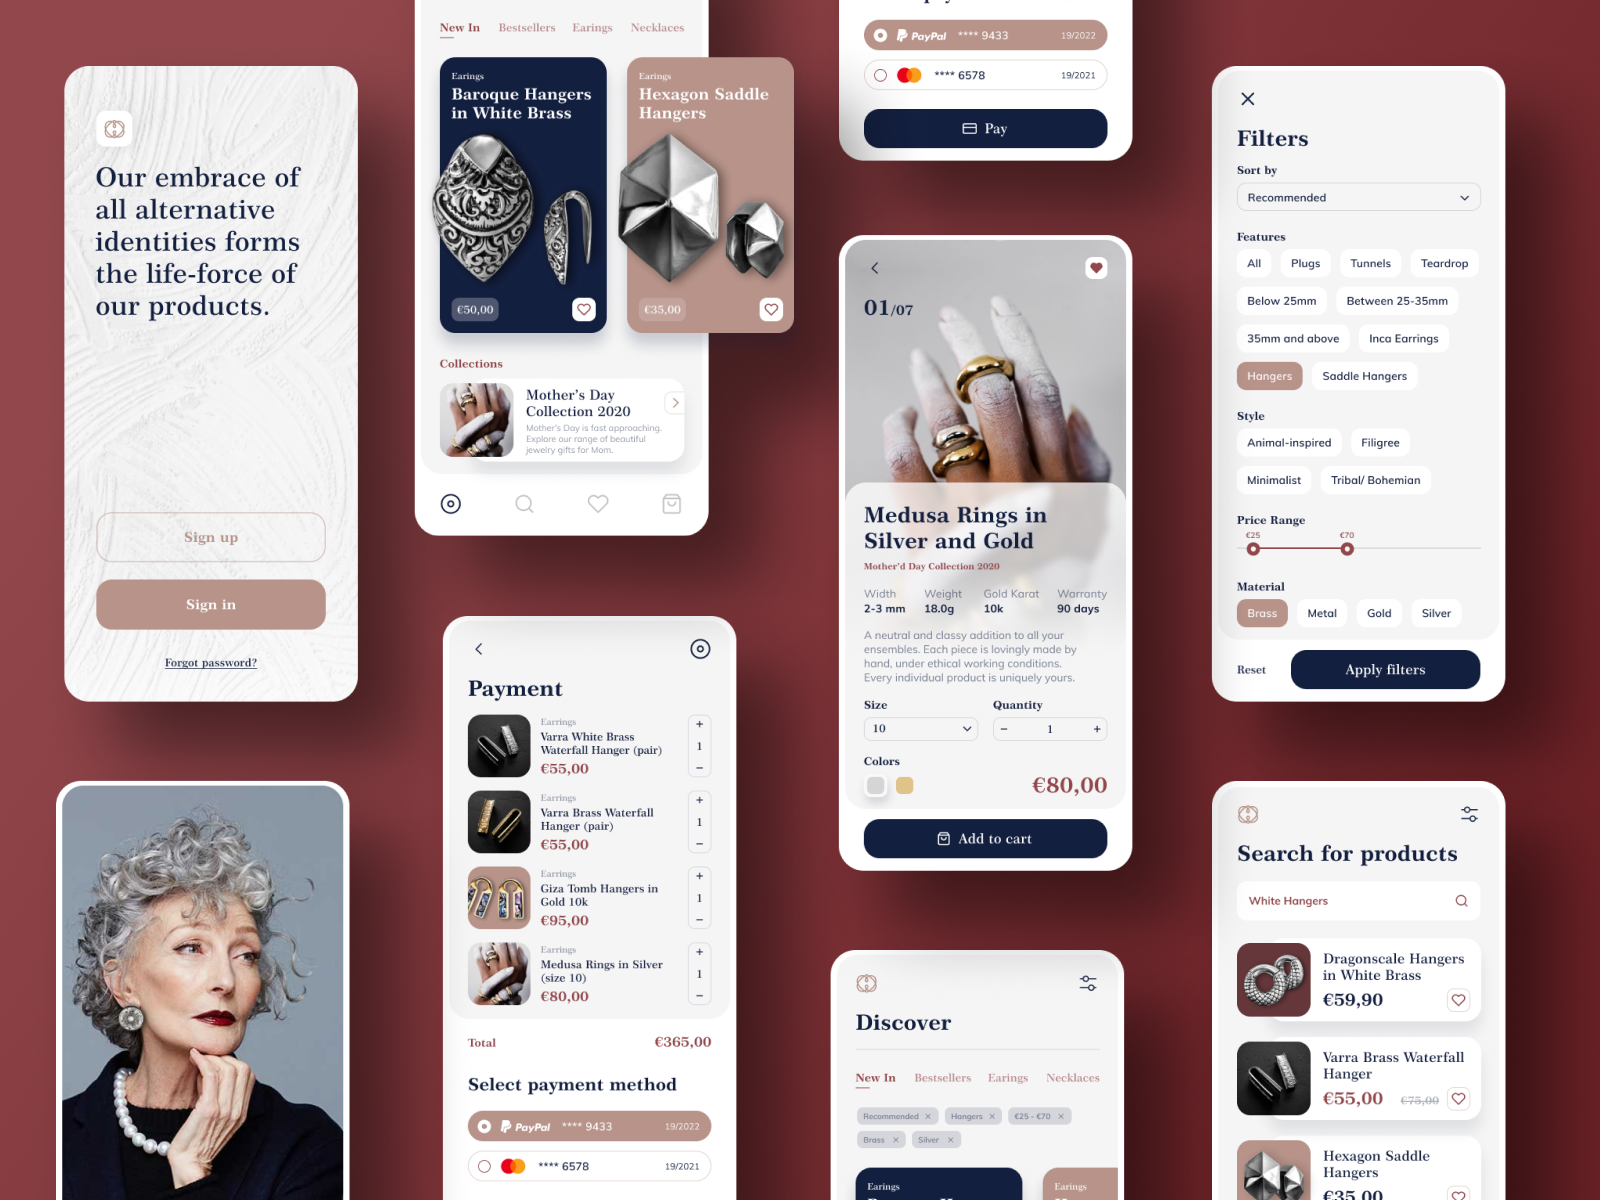 Our embrace of
all alternative
identities forms
the life-force of
our products.
Sign up
Sign in
Forgot password?
New In
Bestsellers
Earings
Necklaces
Earings
Baroque Hangers
in White Brass
€50,00
Earings
Hexagon Saddle
Hangers
€35,00
Collections
Mother's Day
Collection 2020
Mother's Day is fast approaching.
Explore our range of beautiful
jewelry gifts for Mom.
Payment
Earrings
Varra White Brass
Waterfall Hanger (pair)
€55,00
+
1
−
Earrings
Varra Brass Waterfall
Hanger (pair)
€55,00
+
1
−
Earrings
Giza Tomb Hangers in
Gold 10k
€95,00
+
1
−
Earrings
Medusa Rings in Silver
(size 10)
€80,00
+
1
−
Total €365,00
Select payment method
PayPal **** 9433 19/2022
**** 6578 19/2021
PayPal **** 9433 19/2022
**** 6578 19/2021
Pay
01/07
Medusa Rings in
Silver and Gold
Mother'd Day Collection 2020
Width Weight Gold Karat Warranty
2-3 mm 18.0g 10k 90 days
A neutral and classy addition to all your
ensembles. Each piece is lovingly made by
hand, under ethical working conditions.
Every individual product is uniquely yours.
Size Quantity
10 − 1 +
Colors
€80,00
Add to cart
Discover
New In Bestsellers Earings Necklaces
Recommended × Hangers × €25 - €70 ×
Brass × Silver ×
Earings
Earings
Filters
Sort by
Recommended
Features
All Plugs Tunnels Teardrop
Below 25mm Between 25-35mm
35mm and above Inca Earrings
Hangers Saddle Hangers
Style
Animal-inspired Filigree
Minimalist Tribal/ Bohemian
Price Range
€25 €70
Material
Brass Metal Gold Silver
Reset Apply filters
Search for products
White Hangers
Dragonscale Hangers
in White Brass
€59,90
Varra Brass Waterfall
Hanger
€55,00 €75,00
Hexagon Saddle
Hangers
€35,00